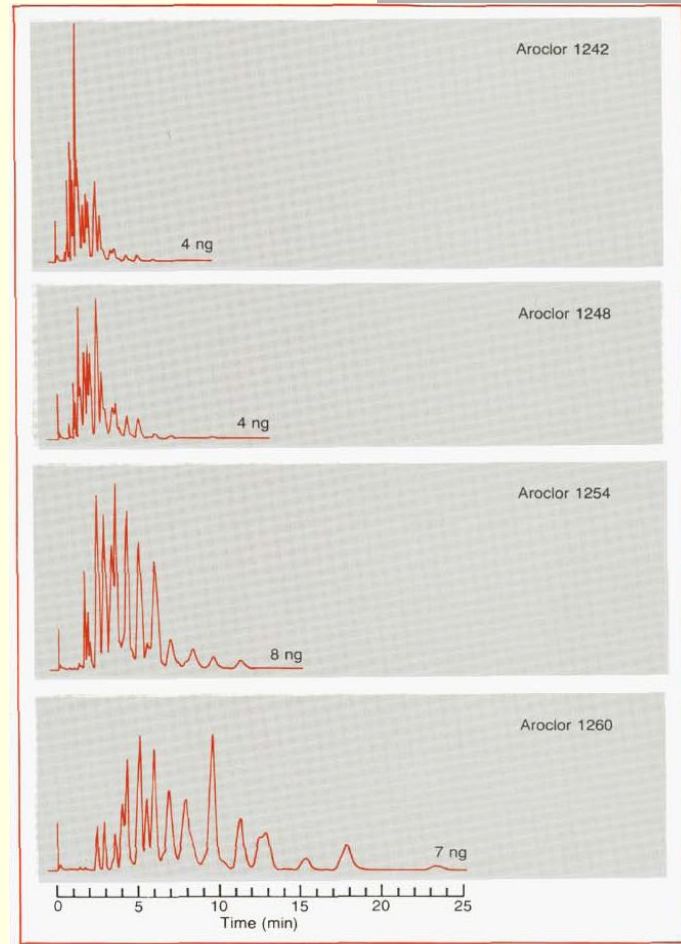 Aroclor 1242
4 ng
Aroclor 1248
4 ng
Aroclor 1254
8 ng
Aroclor 1260
7 ng
0 5 10 15 20 25
Time (min)